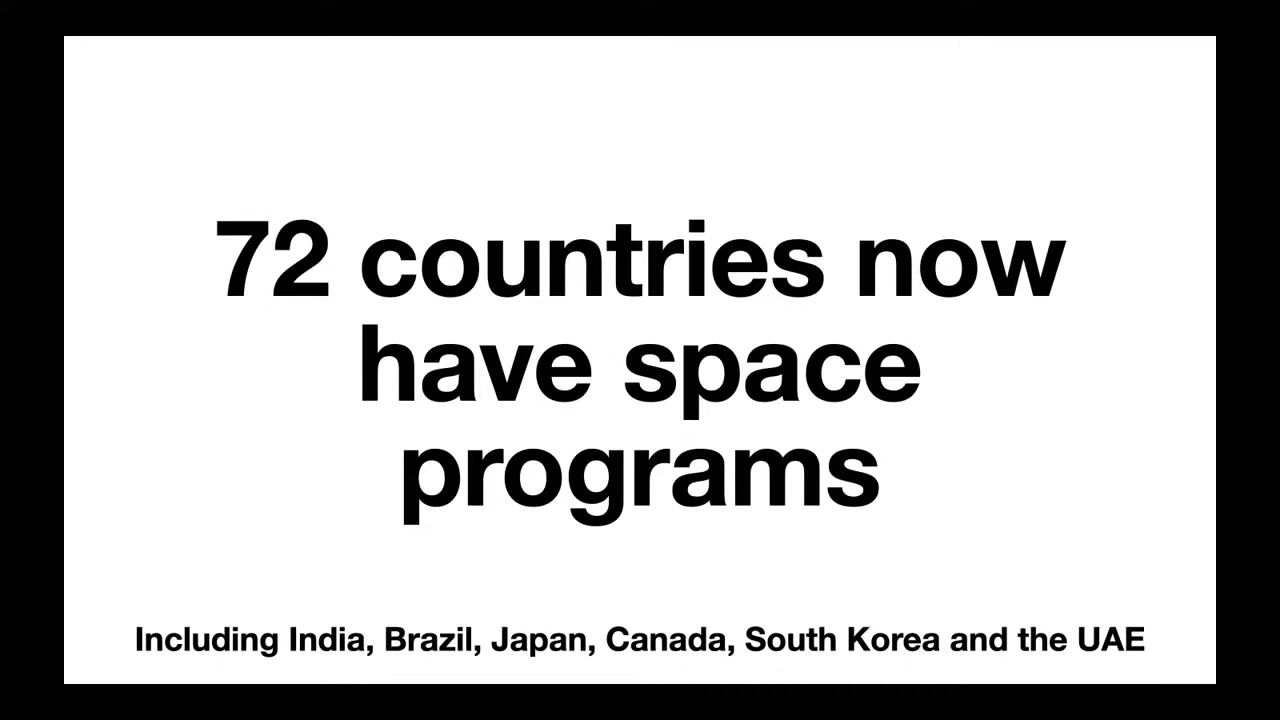 72 countries now
have space
programs
Including India, Brazil, Japan, Canada, South Korea and the UAE